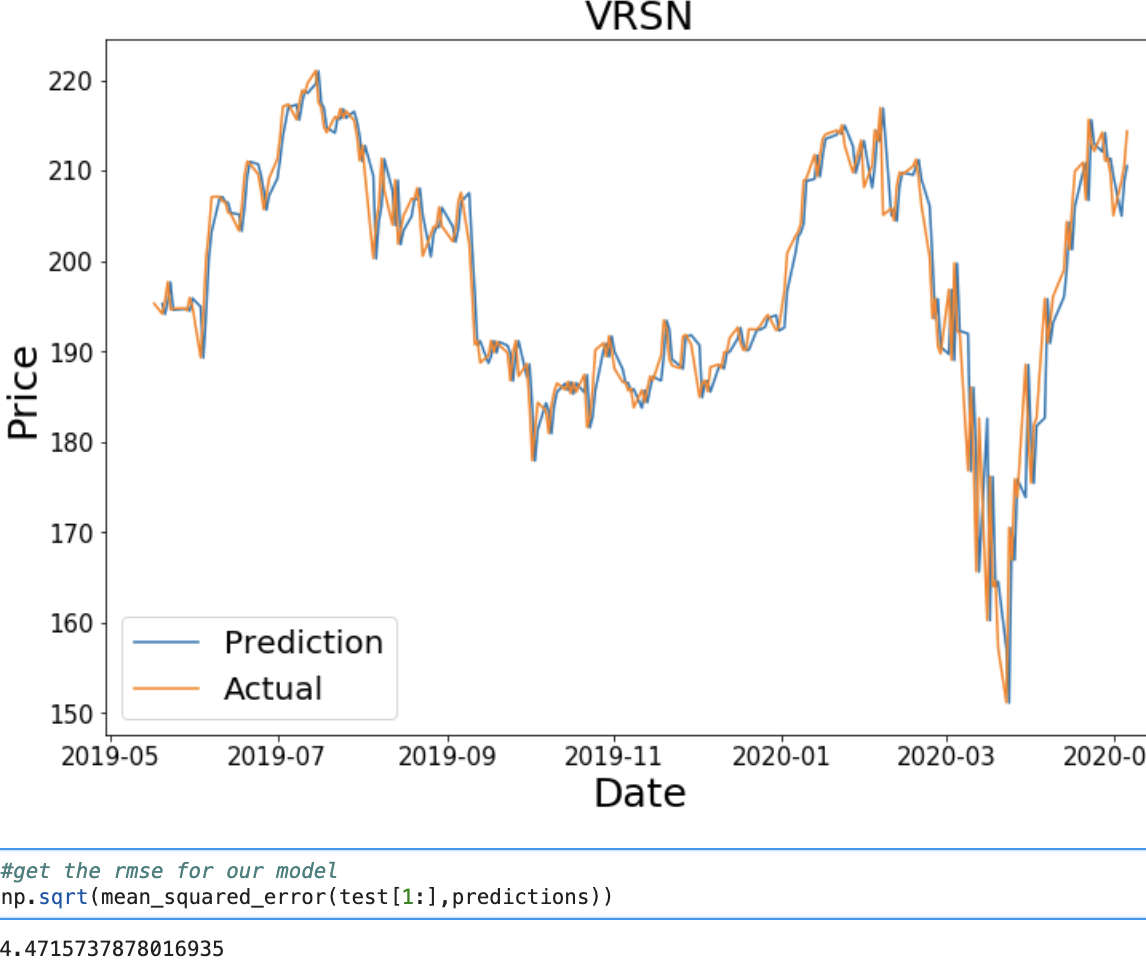 VRSN
220
210
200
190
180
170
160
150
Price
Prediction
Actual
2019-05 2019-07 2019-09 2019-11 2020-01 2020-03 2020-0
Date
#get the rmse for our model
np.sqrt(mean_squared_error(test[1:],predictions))
4.4715737878016935